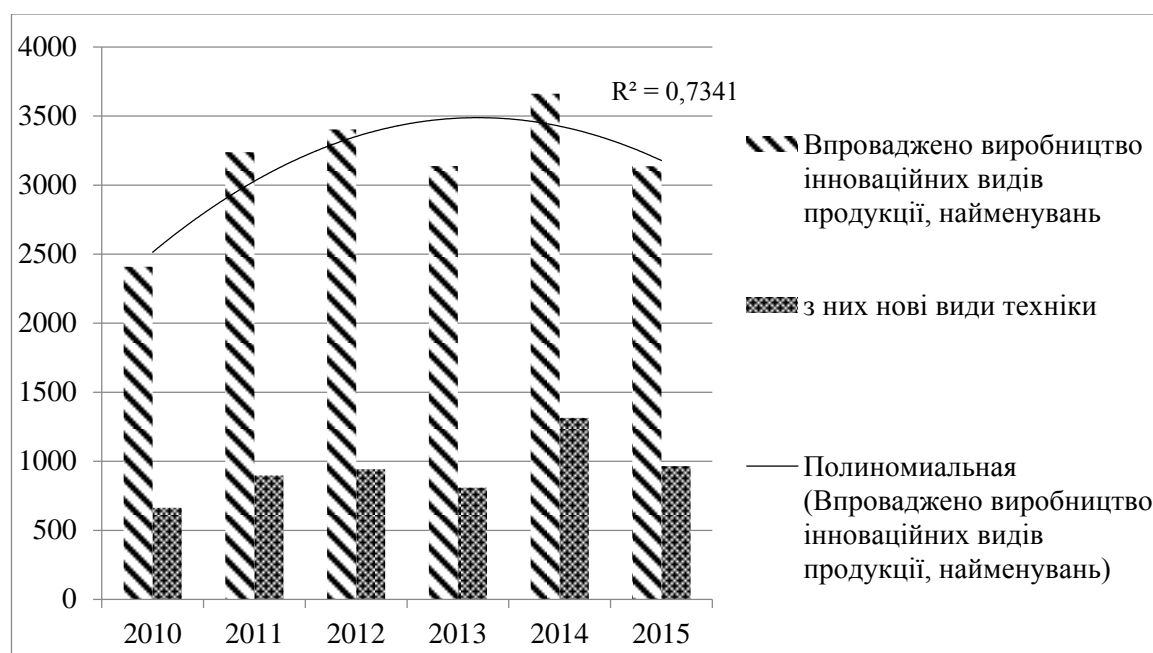 4000
3500
3000
2500
2000
1500
1000
500
0
2010 2011 2012 2013 2014 2015
R² = 0,7341
Впроваджено виробництво
інноваційних видів
продукції, найменувань
з них нові види техніки
Полиномиальная
(Впроваджено виробництво
інноваційних видів
продукції, найменувань)